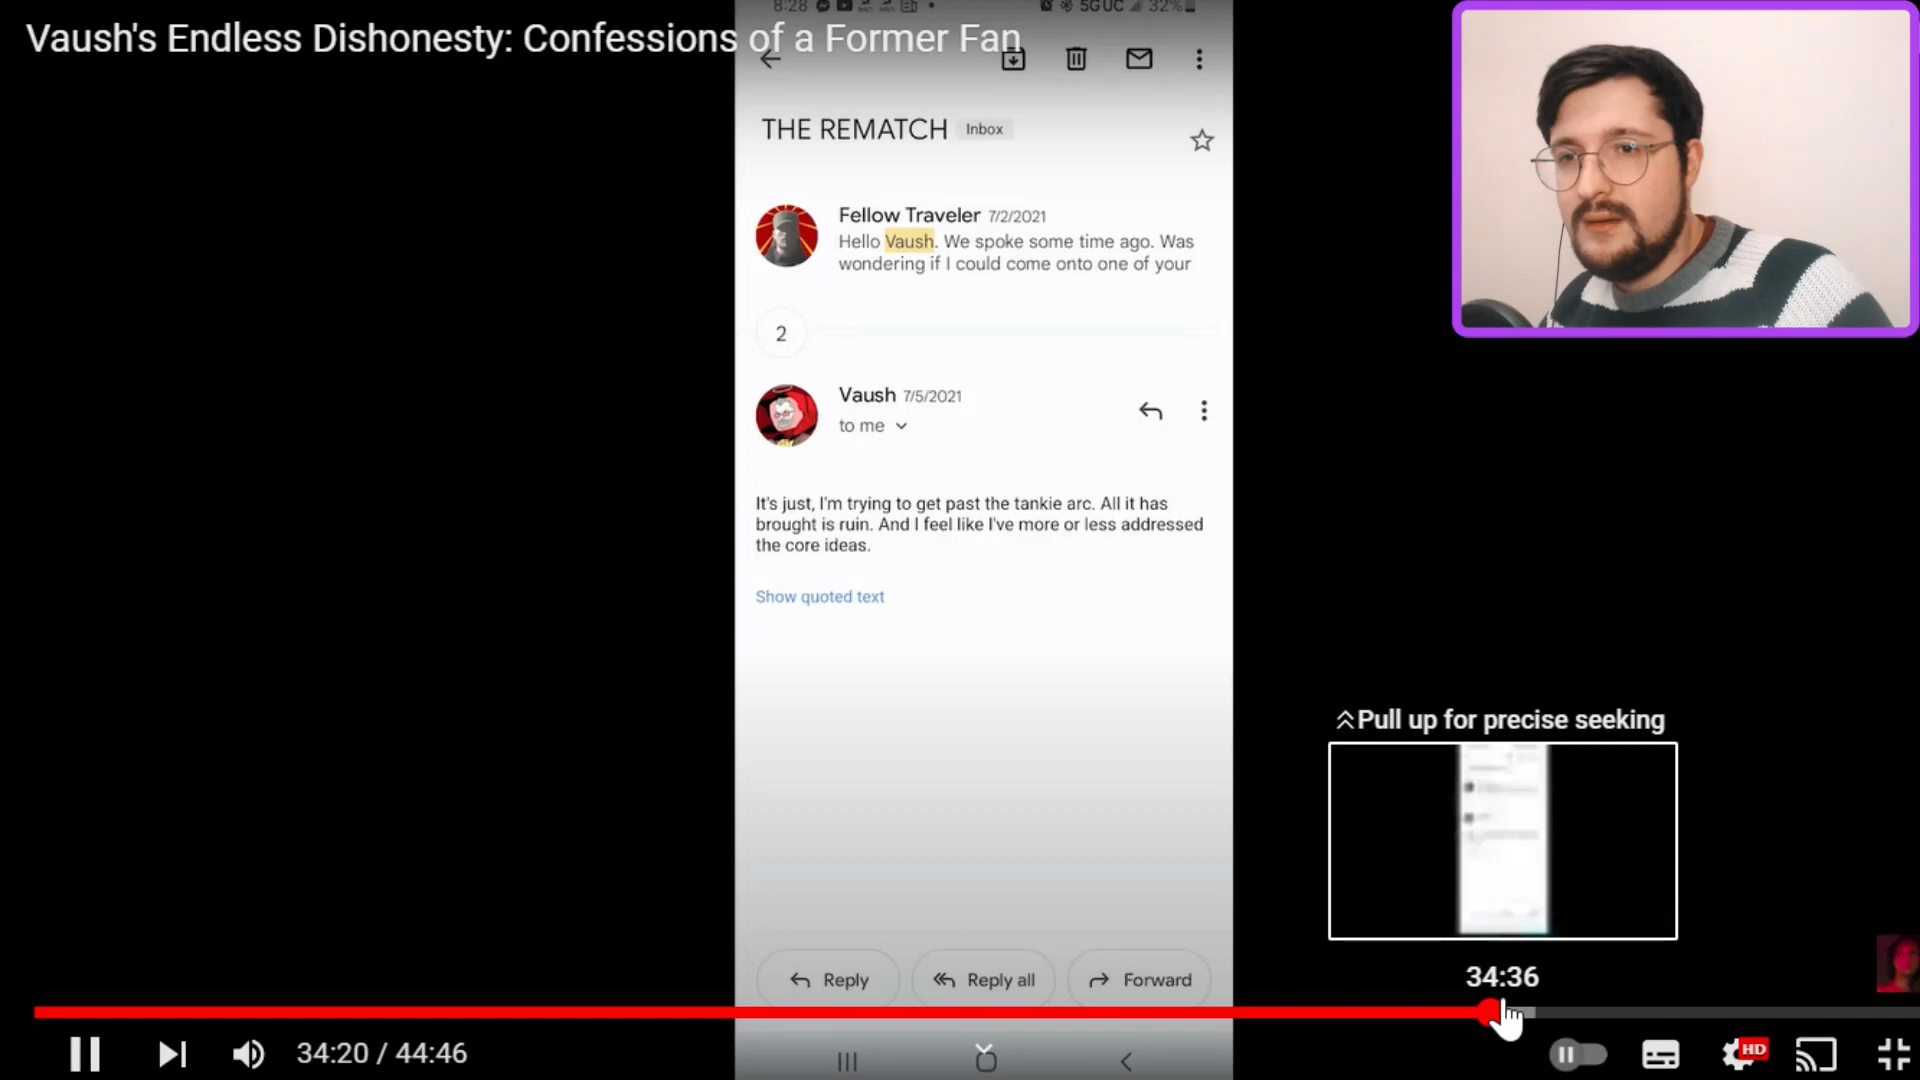 8:28
5G UC
32%
Vaush's Endless Dishonesty: Confessions of a Former Fan
THE REMATCH
Inbox
Fellow Traveler 7/2/2021
Hello Vaush. We spoke some time ago. Was
wondering if I could come onto one of your
2
Vaush 7/5/2021
to me
It's just, I'm trying to get past the tankie arc. All it has
brought is ruin. And I feel like I've more or less addressed
the core ideas.
Show quoted text
Pull up for precise seeking
34:36
Reply
Reply all
Forward
34:20 / 44:46
HD